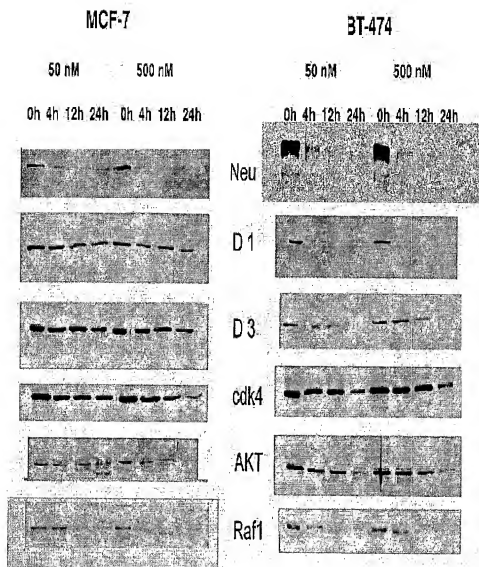 MCF-7
BT-474
50 nM 500 nM
50 nM 500 nM
0h 4h 12h 24h 0h 4h 12h 24h
0h 4h 12h 24h 0h 4h 12h 24h
Neu
D 1
D 3
cdk4
AKT
Raf1